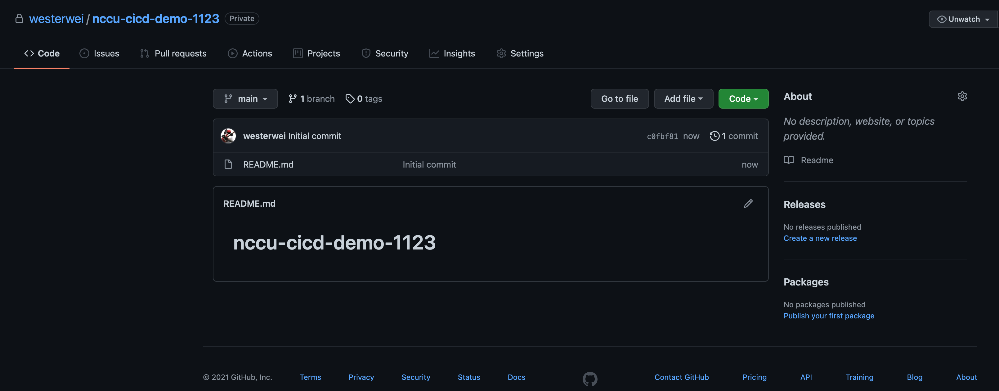 westerwei / nccu-cicd-demo-1123 Private
Unwatch
Code Issues Pull requests Actions Projects Security Insights Settings
main 1 branch 0 tags Go to file Add file Code
westerwei Initial commit c0fbf81 now 1 commit
README.md Initial commit now
README.md
nccu-cicd-demo-1123
About
No description, website, or topics
provided.
Readme
Releases
No releases published
Create a new release
Packages
No packages published
Publish your first package
© 2021 GitHub, Inc. Terms Privacy Security Status Docs Contact GitHub Pricing API Training Blog About